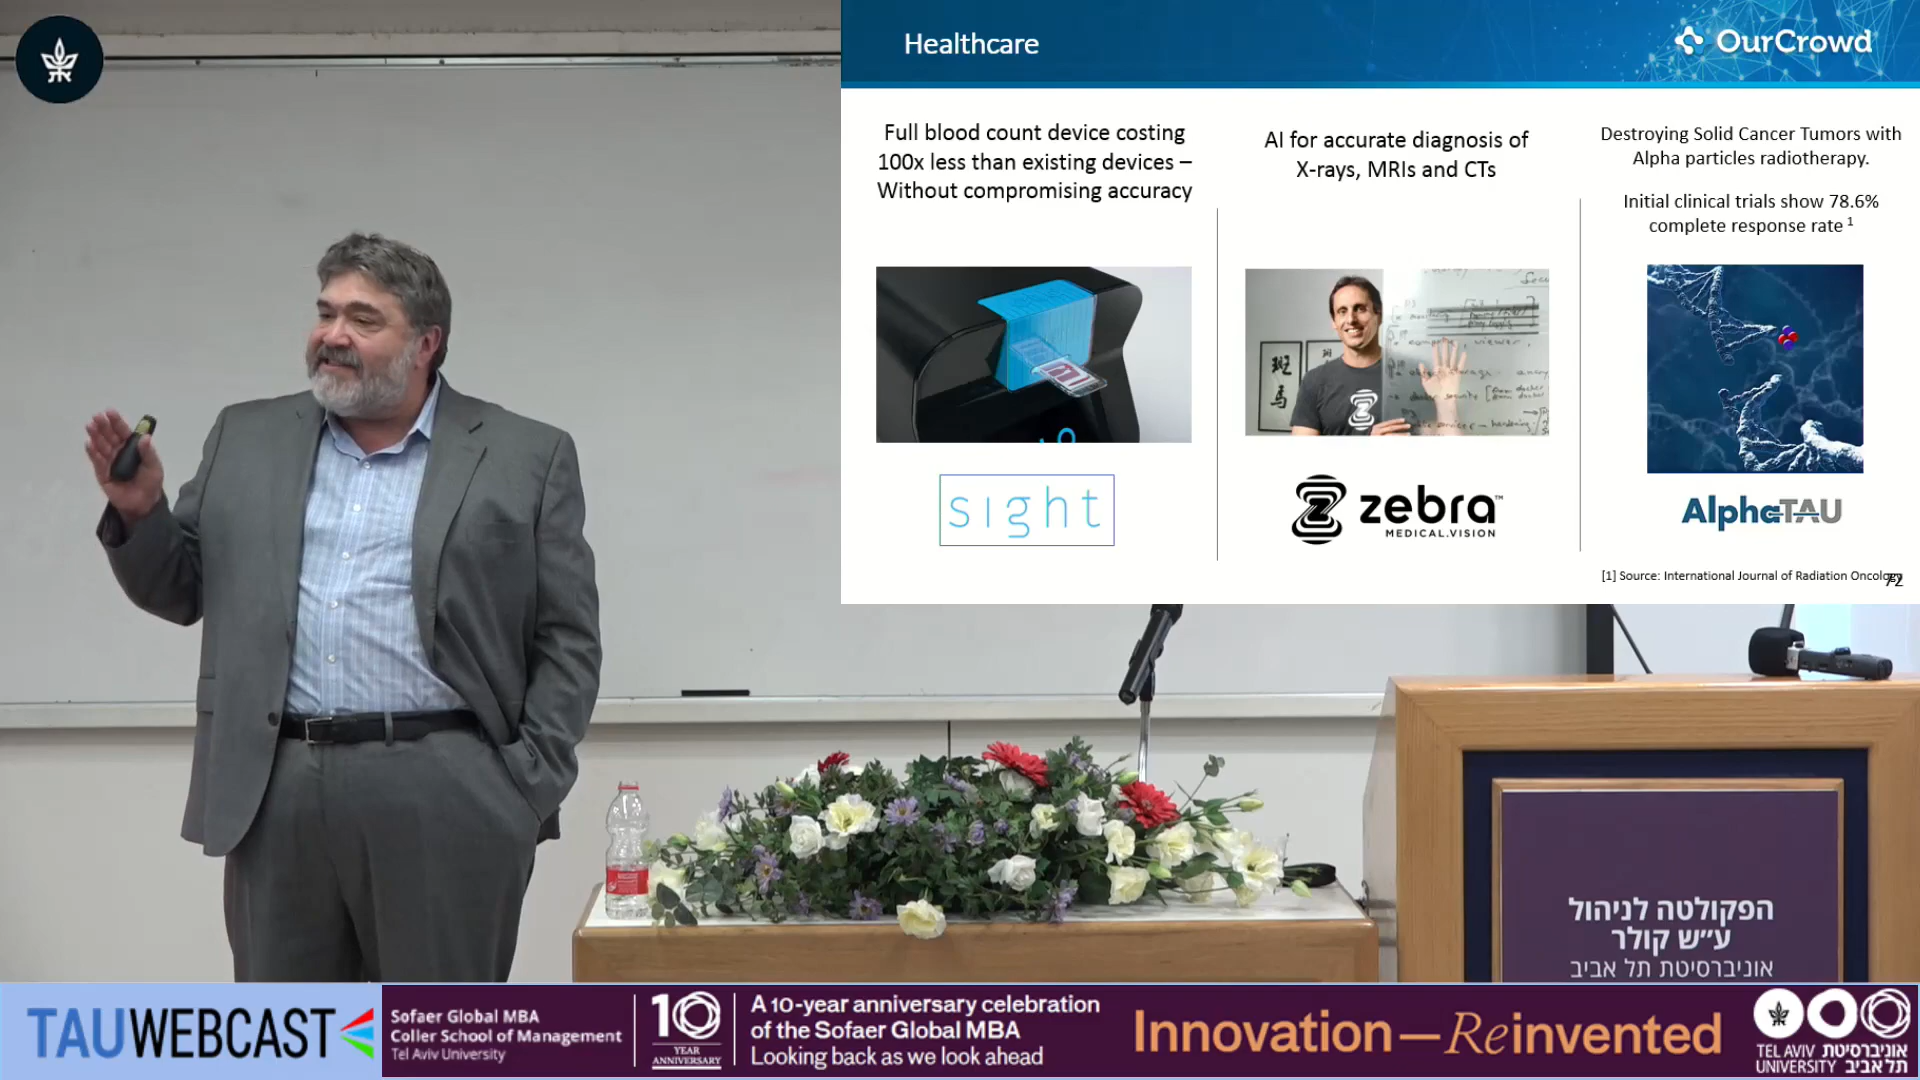 Healthcare
OurCrowd
Full blood count device costing
100x less than existing devices –
Without compromising accuracy
sight
AI for accurate diagnosis of
X-rays, MRIs and CTs
斑
馬
zebra™
MEDICAL.VISION
Destroying Solid Cancer Tumors with
Alpha particles radiotherapy.
Initial clinical trials show 78.6%
complete response rate 1
AlphaTAU
[1] Source: International Journal of Radiation Oncology
72
הפקולטה לניהול
ע״ש קולר
אוניברסיטת תל אביב
TAUWEBCAST
Sofaer Global MBA
Coller School of Management
Tel Aviv University
10
YEAR
ANNIVERSARY
A 10-year anniversary celebration
of the Sofaer Global MBA
Looking back as we look ahead
Innovation—Reinvented
TEL AVIV אוניברסיטת
UNIVERSITY תל אביב